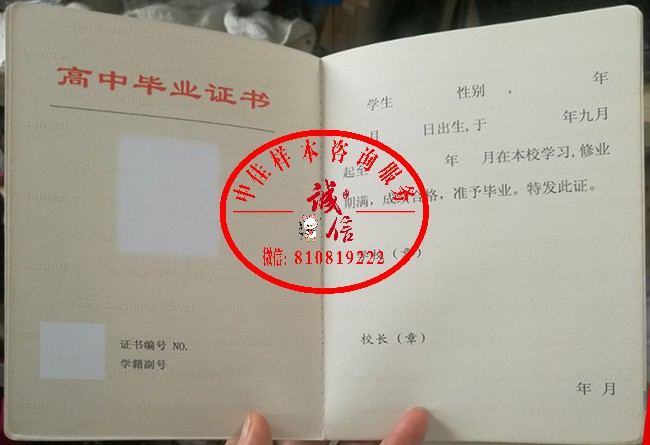 高中毕业证书
证书编号 NO.
学籍副号
学生 性别 , 年
月 日出生,于 年九月
起至 年 月在本校学习,修业
期满,成绩合格,准予毕业。特发此证。
学校(章)
校长(章)
年 月
中佳样本咨询服务
诚信
微信:810819222